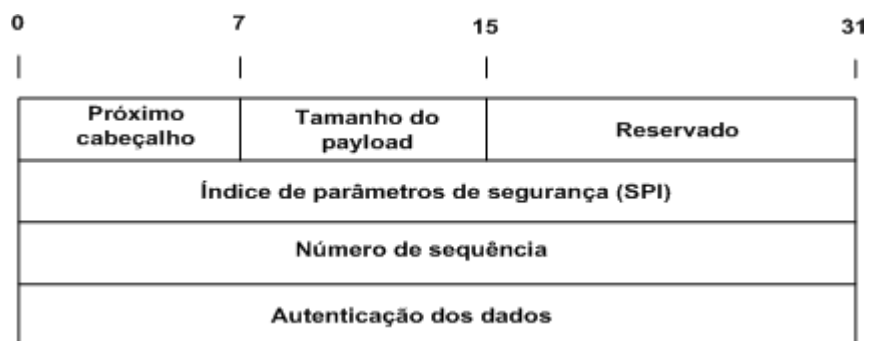 0 7 15 31
Próximo cabeçalho
Tamanho do payload
Reservado
Índice de parâmetros de segurança (SPI)
Número de sequência
Autenticação dos dados